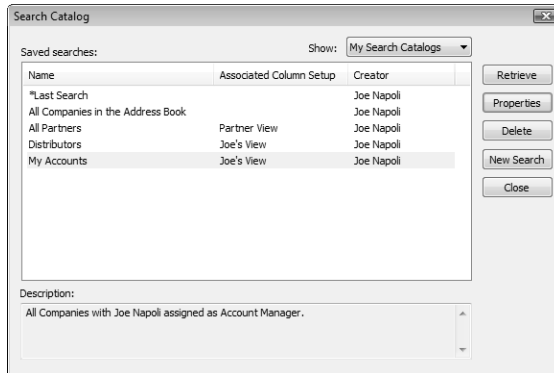 Search Catalog
Saved searches: Show: My Search Catalogs
Name Associated Column Setup Creator
*Last Search Joe Napoli
All Companies in the Address Book Joe Napoli
All Partners Partner View Joe Napoli
Distributors Joe's View Joe Napoli
My Accounts Joe's View Joe Napoli
Retrieve
Properties
Delete
New Search
Close
Description:
All Companies with Joe Napoli assigned as Account Manager.